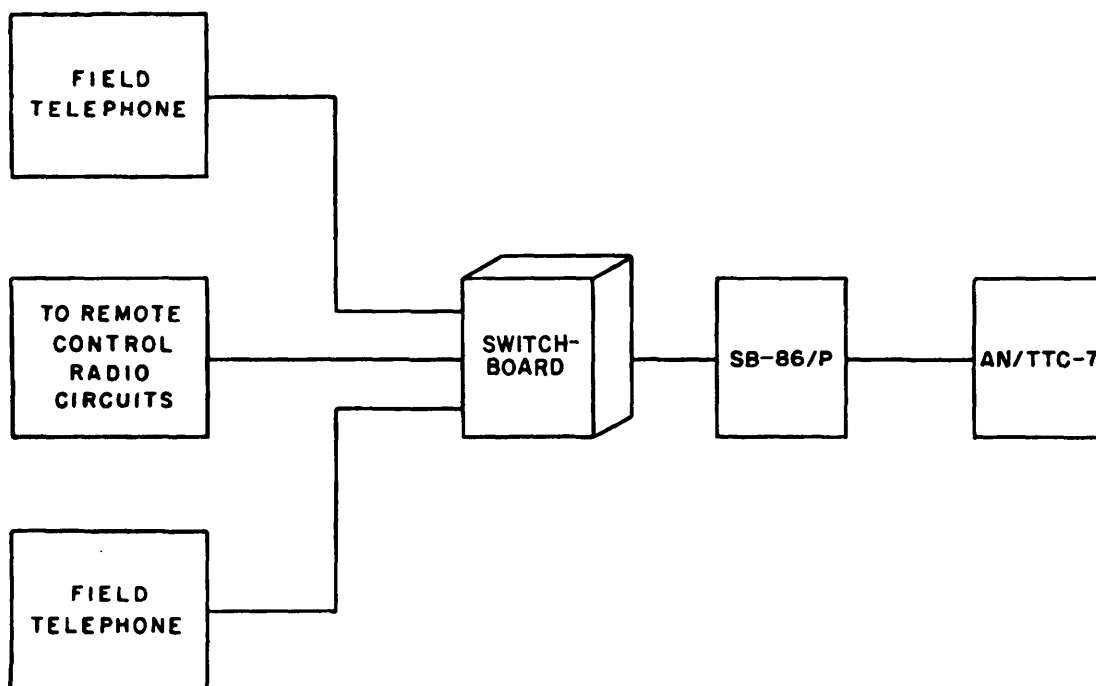 FIELD
TELEPHONE
TO REMOTE
CONTROL
RADIO
CIRCUITS
SWITCH-
BOARD
SB-86/P
AN/TTC-7
FIELD
TELEPHONE